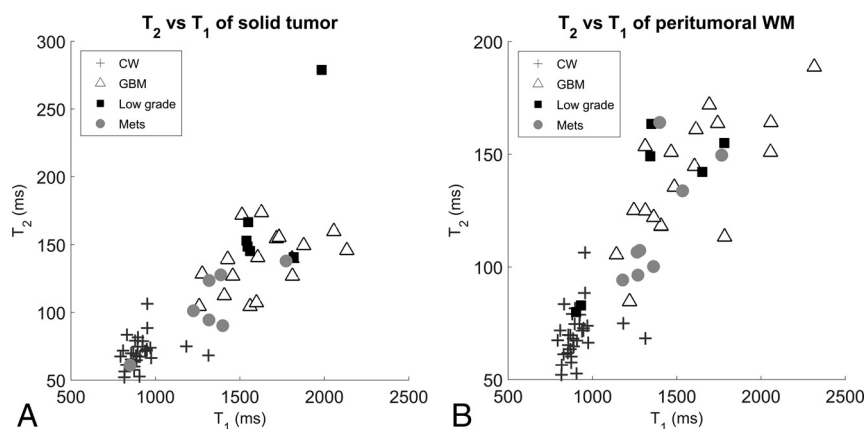 T2 vs T1 of solid tumor
300
250
200
150
100
50
T2 (ms)
CW
GBM
Low grade
Mets
500 1000 1500 2000 2500
T1 (ms)
A
T2 vs T1 of peritumoral WM
200
150
100
50
T2 (ms)
CW
GBM
Low grade
Mets
500 1000 1500 2000 2500
T1 (ms)
B